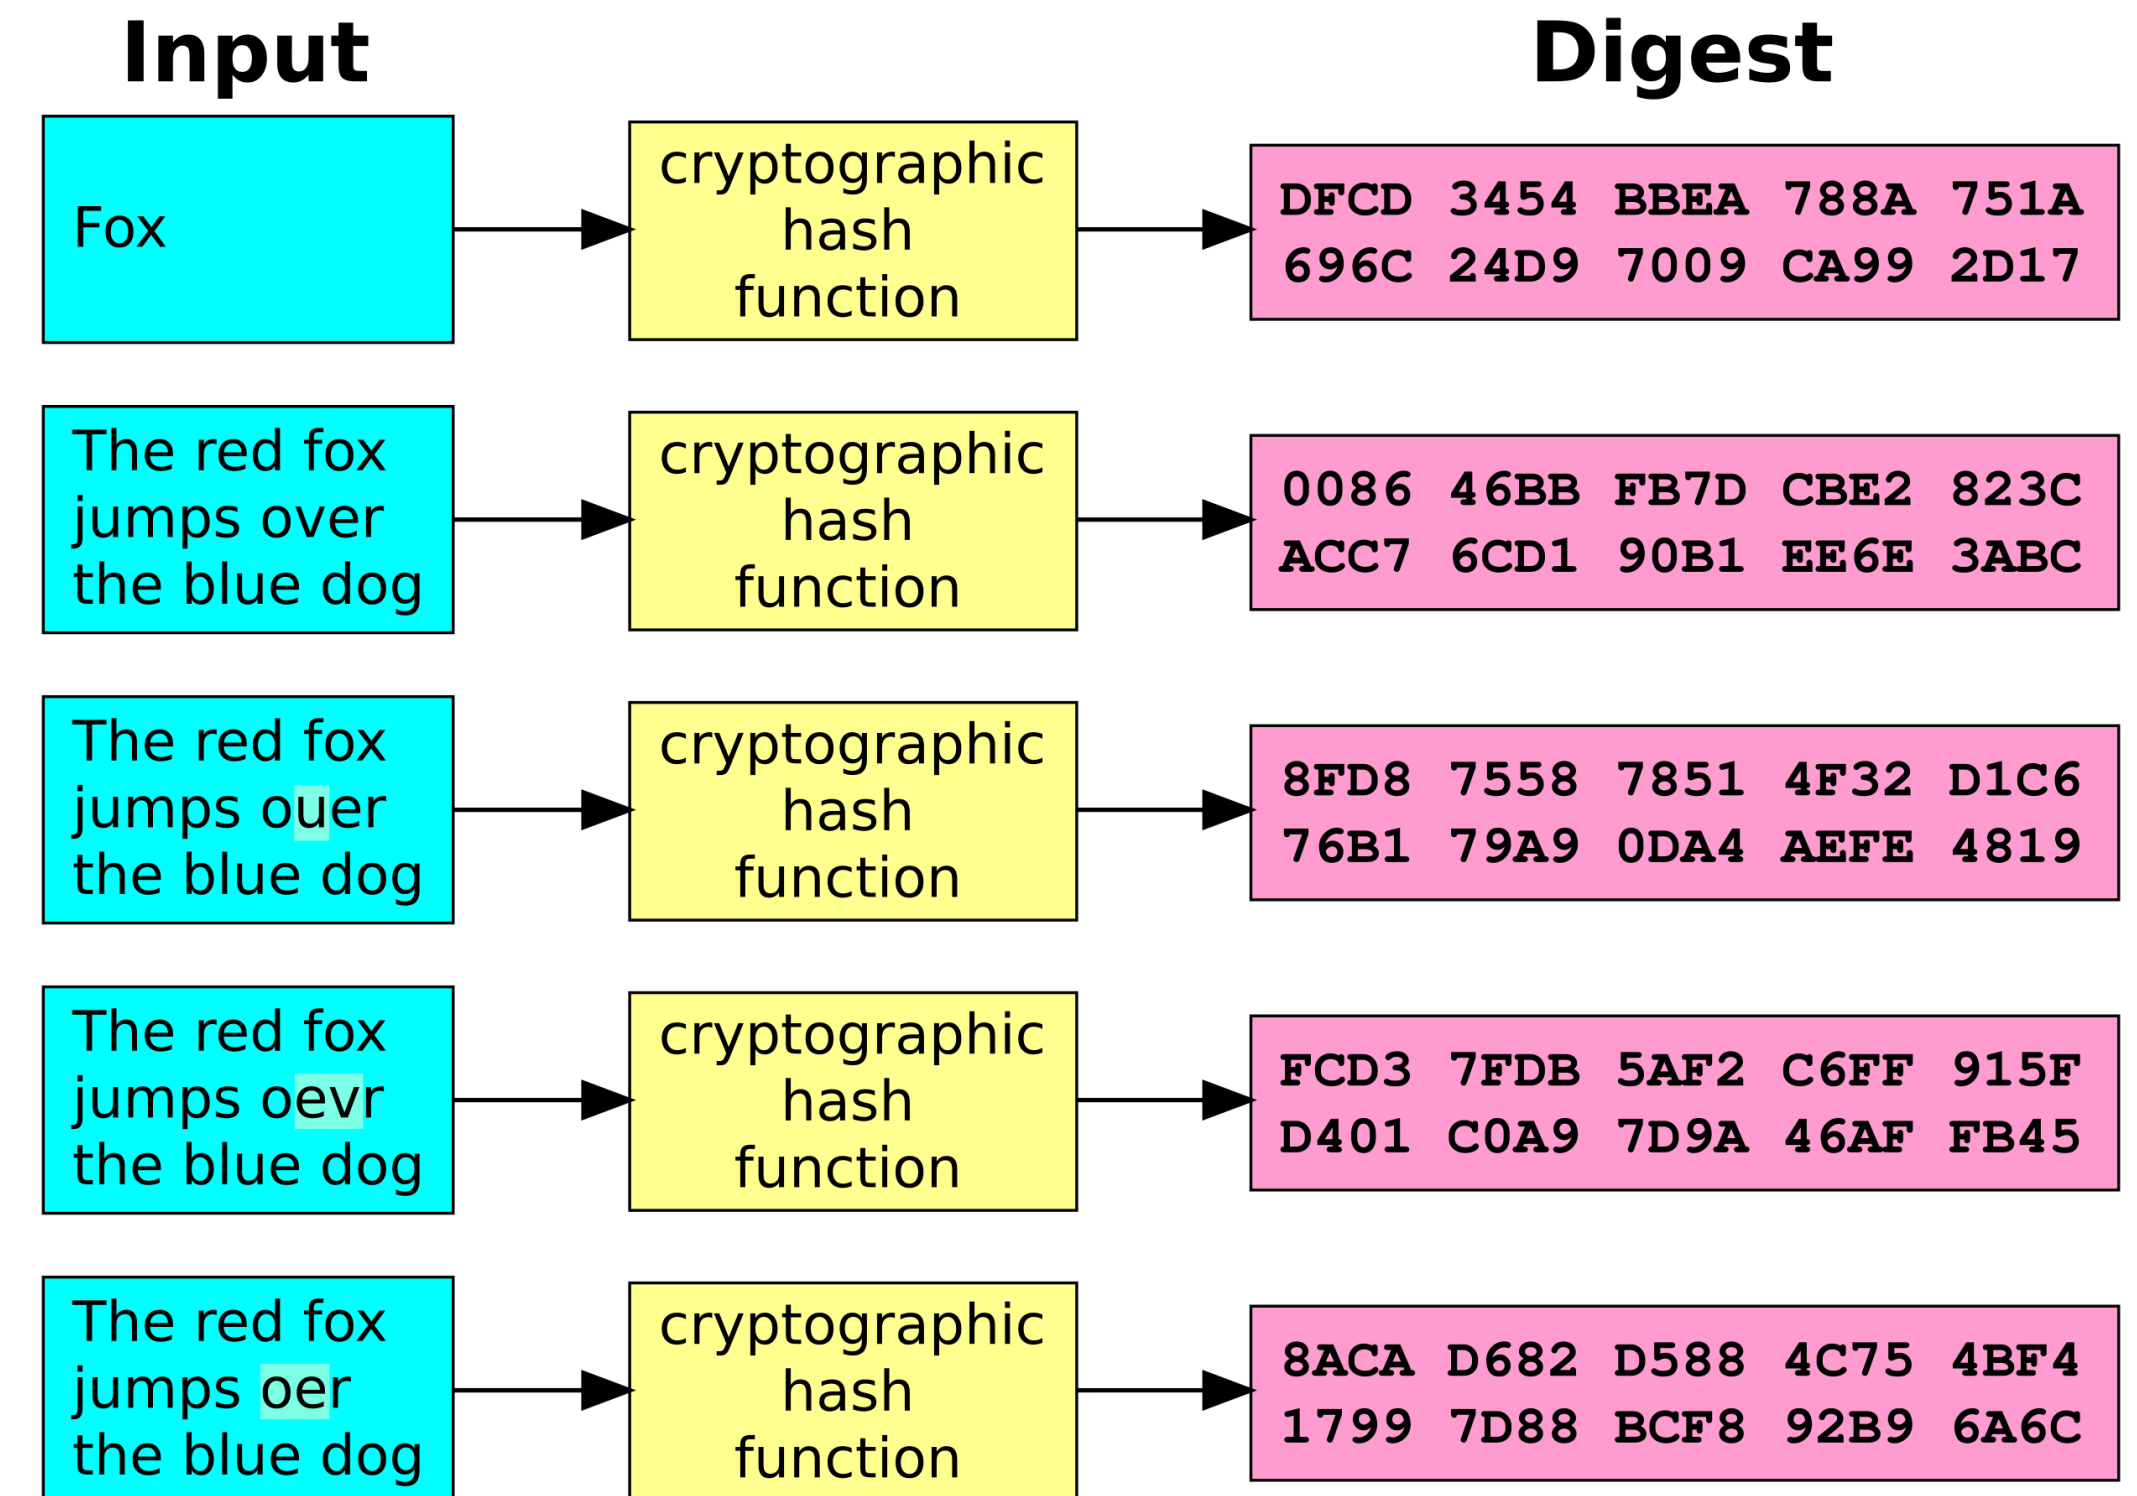 Input
Digest
Fox
cryptographic
hash
function
DFCD 3454 BBEA 788A 751A
696C 24D9 7009 CA99 2D17
The red fox
jumps over
the blue dog
cryptographic
hash
function
0086 46BB FB7D CBE2 823C
ACC7 6CD1 90B1 EE6E 3ABC
The red fox
jumps ouer
the blue dog
cryptographic
hash
function
8FD8 7558 7851 4F32 D1C6
76B1 79A9 0DA4 AEFE 4819
The red fox
jumps oevr
the blue dog
cryptographic
hash
function
FCD3 7FDB 5AF2 C6FF 915F
D401 C0A9 7D9A 46AF FB45
The red fox
jumps oer
the blue dog
cryptographic
hash
function
8ACA D682 D588 4C75 4BF4
1799 7D88 BCF8 92B9 6A6C